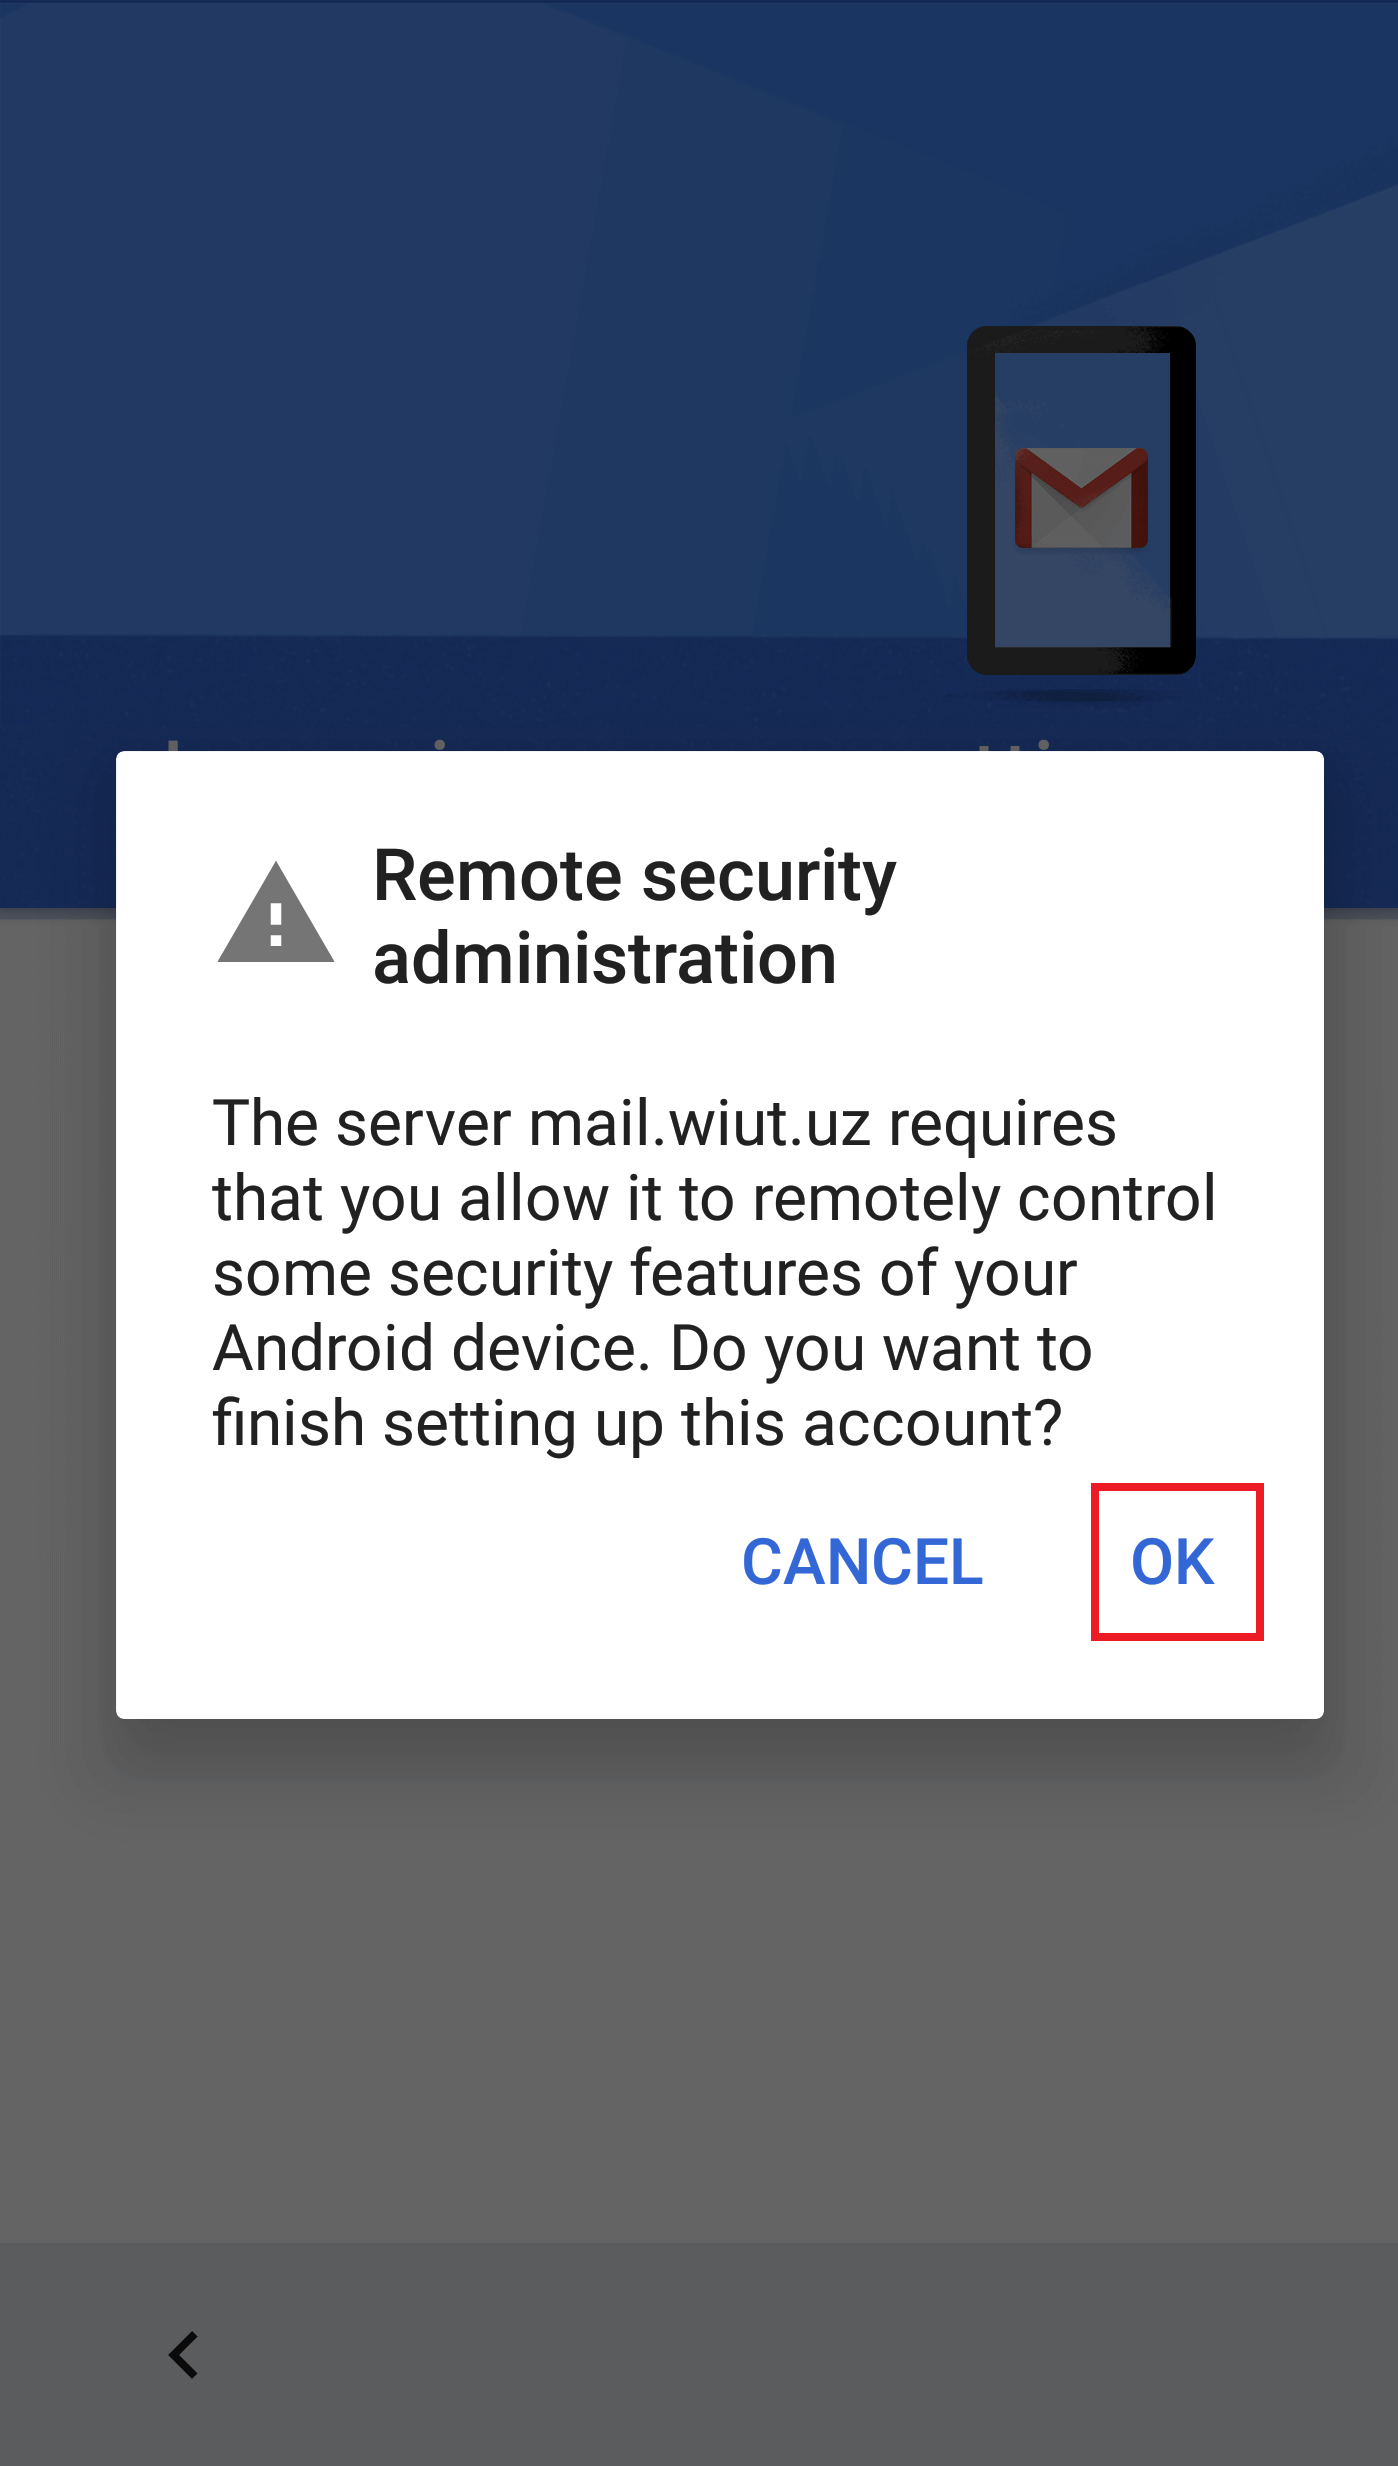 Remote security
administration
The server mail.wiut.uz requires
that you allow it to remotely control
some security features of your
Android device. Do you want to
finish setting up this account?
CANCEL
OK